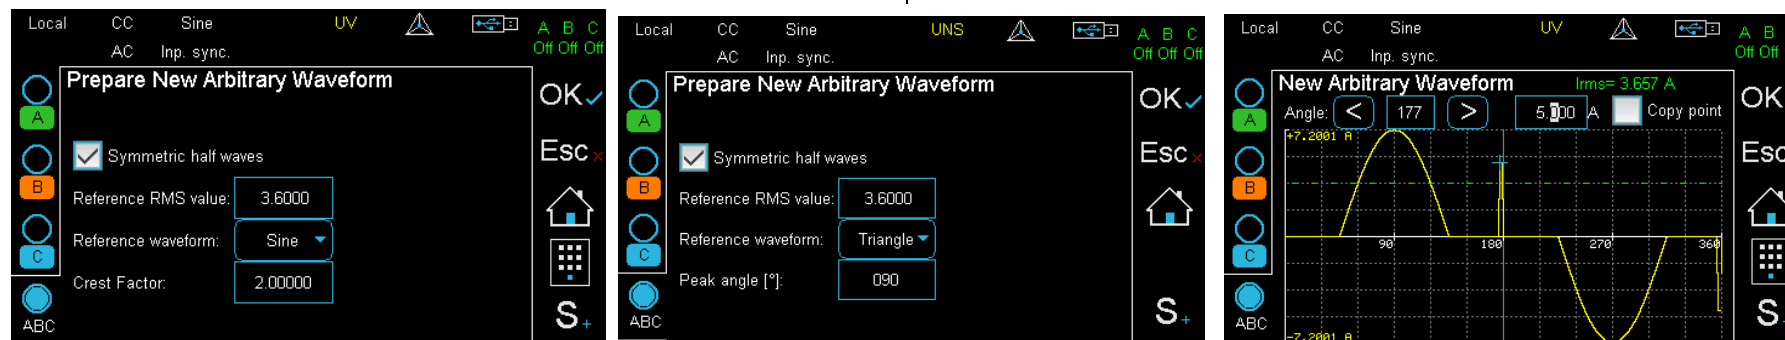 Local CC Sine UV A B C
AC Inp. sync. Off Off Off
Prepare New Arbitrary Waveform
OK
A
Symmetric half waves
Esc
B
Reference RMS value: 3.6000
Reference waveform: Sine
C
Crest Factor: 2.00000
ABC
S+
Local CC Sine UNS A B C
AC Inp. sync. Off Off Off
Prepare New Arbitrary Waveform
OK
A
Symmetric half waves
Esc
B
Reference RMS value: 3.6000
Reference waveform: Triangle
C
Peak angle [°]: 090
ABC
S+
Local CC Sine UV A B
AC Inp. sync. Off Off
New Arbitrary Waveform Irms= 3.657 A
OK
Angle: < 177 > 5.000 A Copy point
A
+7.2001 A
Esc
B
90 180 270 360
C
ABC
S
-7.2001 A